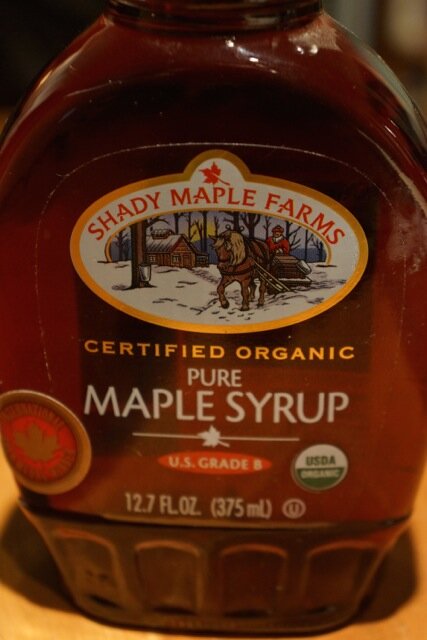 SHADY MAPLE FARMS
CERTIFIED ORGANIC
PURE
MAPLE SYRUP
U.S. GRADE B
USDA
ORGANIC
12.7 FL.OZ. (375 mL) U